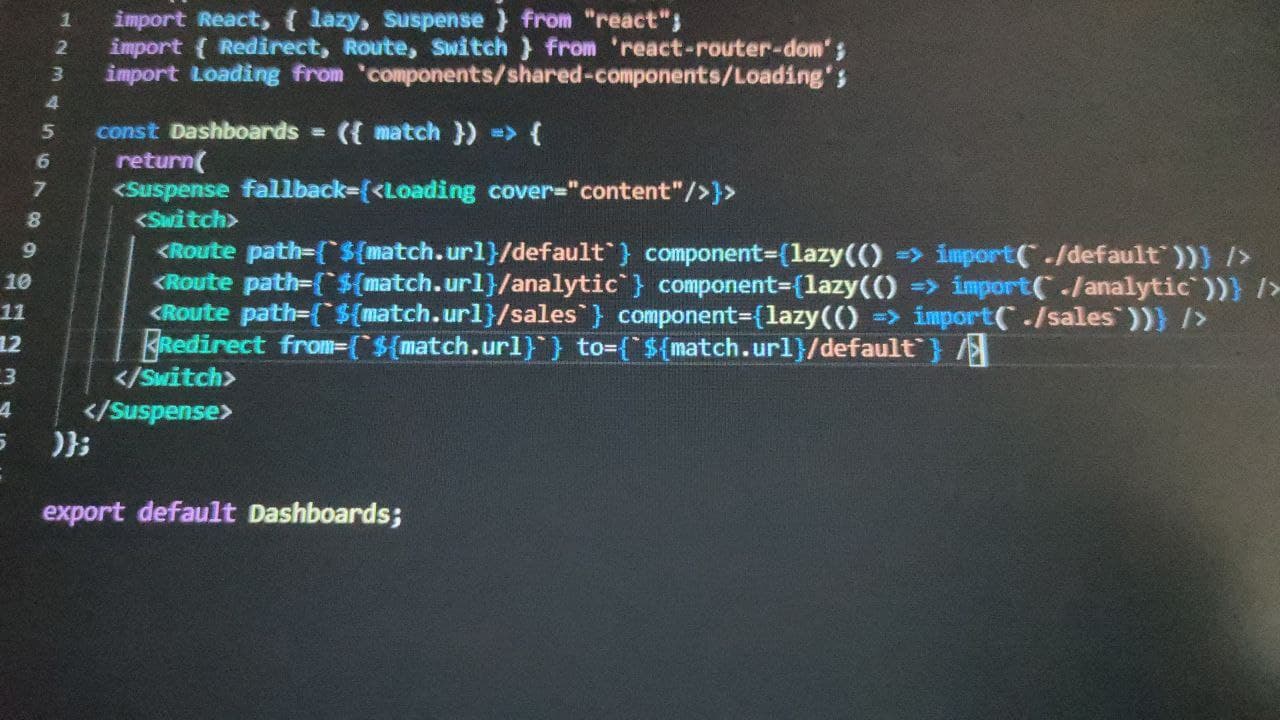 1 import React, { lazy, Suspense } from "react";
2 import { Redirect, Route, Switch } from 'react-router-dom';
3 import Loading from 'components/shared-components/Loading';
4
5 const Dashboards = ({ match }) => {
6 return(
7 <Suspense fallback={<Loading cover="content"/>}>
8 <Switch>
9 <Route path={`${match.url}/default`} component={lazy(() => import(`./default`))} />
10 <Route path={`${match.url}/analytic`} component={lazy(() => import(`./analytic`))} />
11 <Route path={`${match.url}/sales`} component={lazy(() => import(`./sales`))} />
12 <Redirect from={`${match.url}`} to={`${match.url}/default`} />
3 </Switch>
4 </Suspense>
5 )};
export default Dashboards;